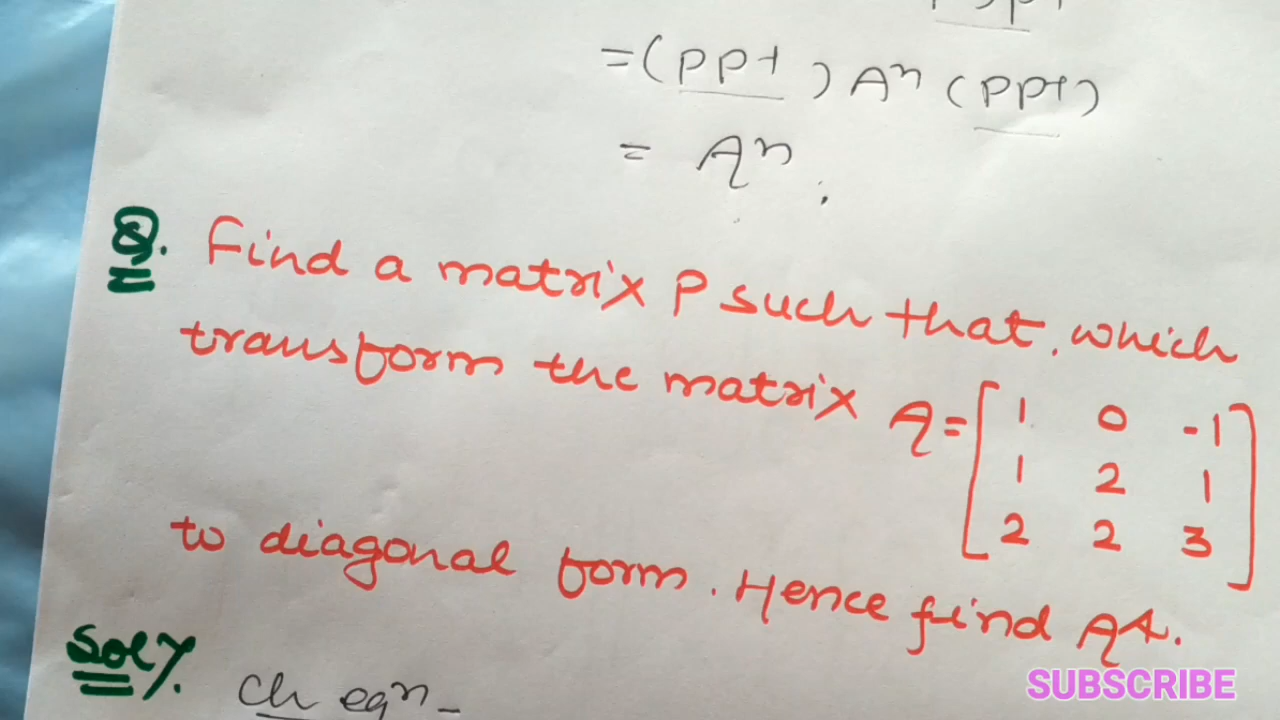 =(PP⁻¹) Aⁿ (PP⁻¹)
= Aⁿ.
Q. Find a matrix P such that, which
transform the matrix A = [ 1 0 -1
1 2 1
2 2 3 ]
to diagonal form. Hence find A⁴.
Solⁿ.
Ch eqⁿ -
SUBSCRIBE